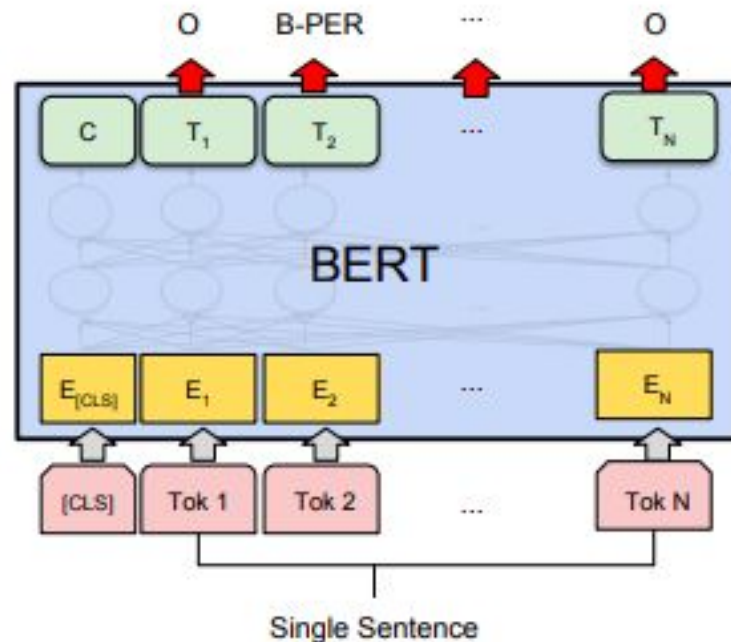 O B-PER ... O
C T1 T2 ... TN
BERT
...
E[CLS] E1 E2 ... EN
[CLS] Tok 1 Tok 2 ... Tok N
Single Sentence